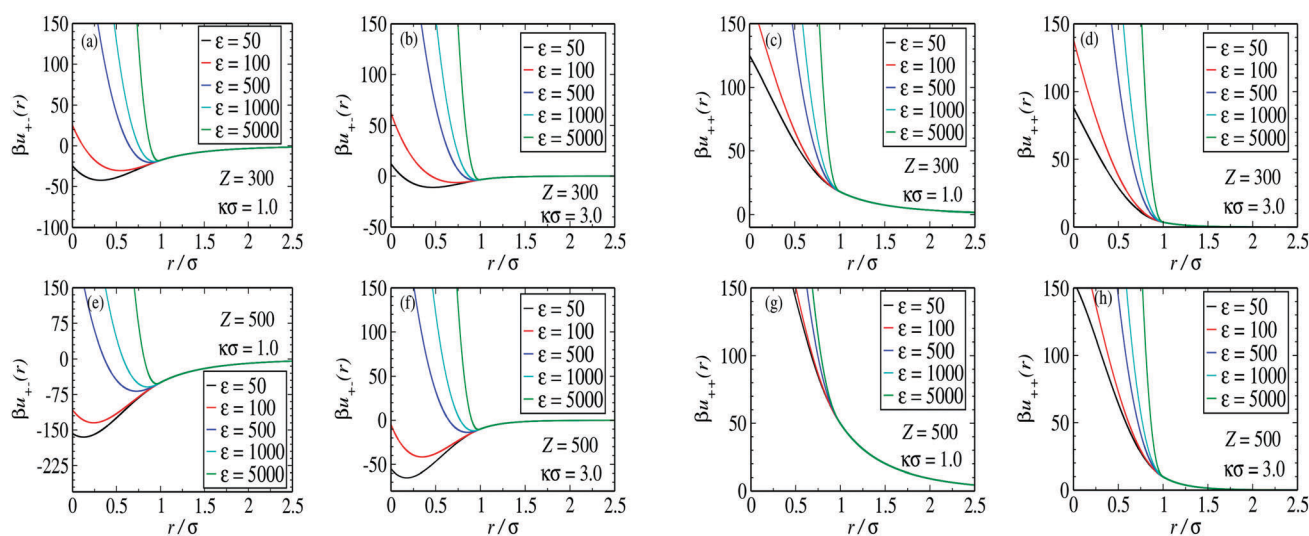 (a)
150
100
50
0
-50
-100
βu₊₋(r)
ε = 50
ε = 100
ε = 500
ε = 1000
ε = 5000
Z = 300
κσ = 1.0
0 0.5 1 1.5 2 2.5
r/σ
(b)
150
100
50
0
-50
βu₊₋(r)
ε = 50
ε = 100
ε = 500
ε = 1000
ε = 5000
Z = 300
κσ = 3.0
0 0.5 1 1.5 2 2.5
r/σ
(c)
150
100
50
0
βu₊₊(r)
ε = 50
ε = 100
ε = 500
ε = 1000
ε = 5000
Z = 300
κσ = 1.0
0 0.5 1 1.5 2 2.5
r/σ
(d)
150
100
50
0
βu₊₊(r)
ε = 50
ε = 100
ε = 500
ε = 1000
ε = 5000
Z = 300
κσ = 3.0
0 0.5 1 1.5 2 2.5
r/σ
(e)
150
75
0
-75
-150
-225
βu₊₋(r)
Z = 500
κσ = 1.0
ε = 50
ε = 100
ε = 500
ε = 1000
ε = 5000
0 0.5 1 1.5 2 2.5
r/σ
(f)
150
100
50
0
-50
βu₊₋(r)
ε = 50
ε = 100
ε = 500
ε = 1000
ε = 5000
Z = 500
κσ = 3.0
0 0.5 1 1.5 2 2.5
r/σ
(g)
150
100
50
0
βu₊₊(r)
ε = 50
ε = 100
ε = 500
ε = 1000
ε = 5000
Z = 500
κσ = 1.0
0 0.5 1 1.5 2 2.5
r/σ
(h)
150
100
50
0
βu₊₊(r)
ε = 50
ε = 100
ε = 500
ε = 1000
ε = 5000
Z = 500
κσ = 3.0
0 0.5 1 1.5 2 2.5
r/σ